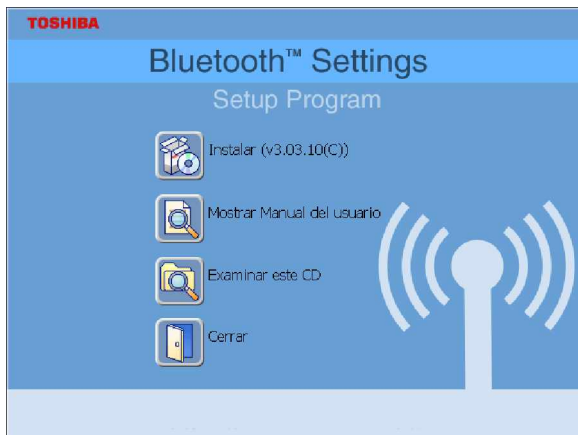 TOSHIBA
Bluetooth™ Settings
Setup Program
Instalar (v3.03.10(C))
Mostrar Manual del usuario
Examinar este CD
Cerrar